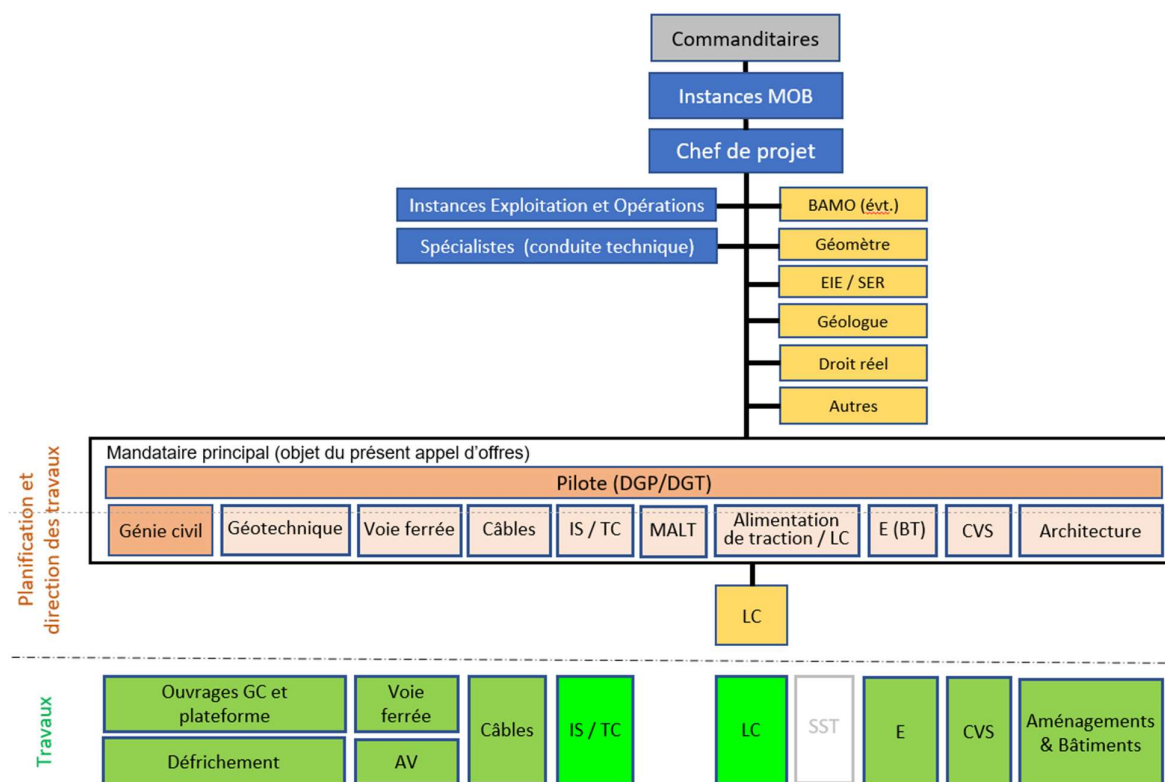 Commanditaires
Instances MOB
Chef de projet
Instances Exploitation et Opérations
BAMO (évt.)
Spécialistes (conduite technique)
Géomètre
EIE / SER
Géologue
Droit réel
Autres
Planification et
direction des travaux
Mandataire principal (objet du présent appel d'offres)
Pilote (DGP/DGT)
Génie civil
Géotechnique
Voie ferrée
Câbles
IS / TC
MALT
Alimentation
de traction / LC
E (BT)
CVS
Architecture
LC
Travaux
Ouvrages GC et
plateforme
Défrichement
Voie
ferrée
AV
Câbles
IS / TC
LC
SST
E
CVS
Aménagements
& Bâtiments